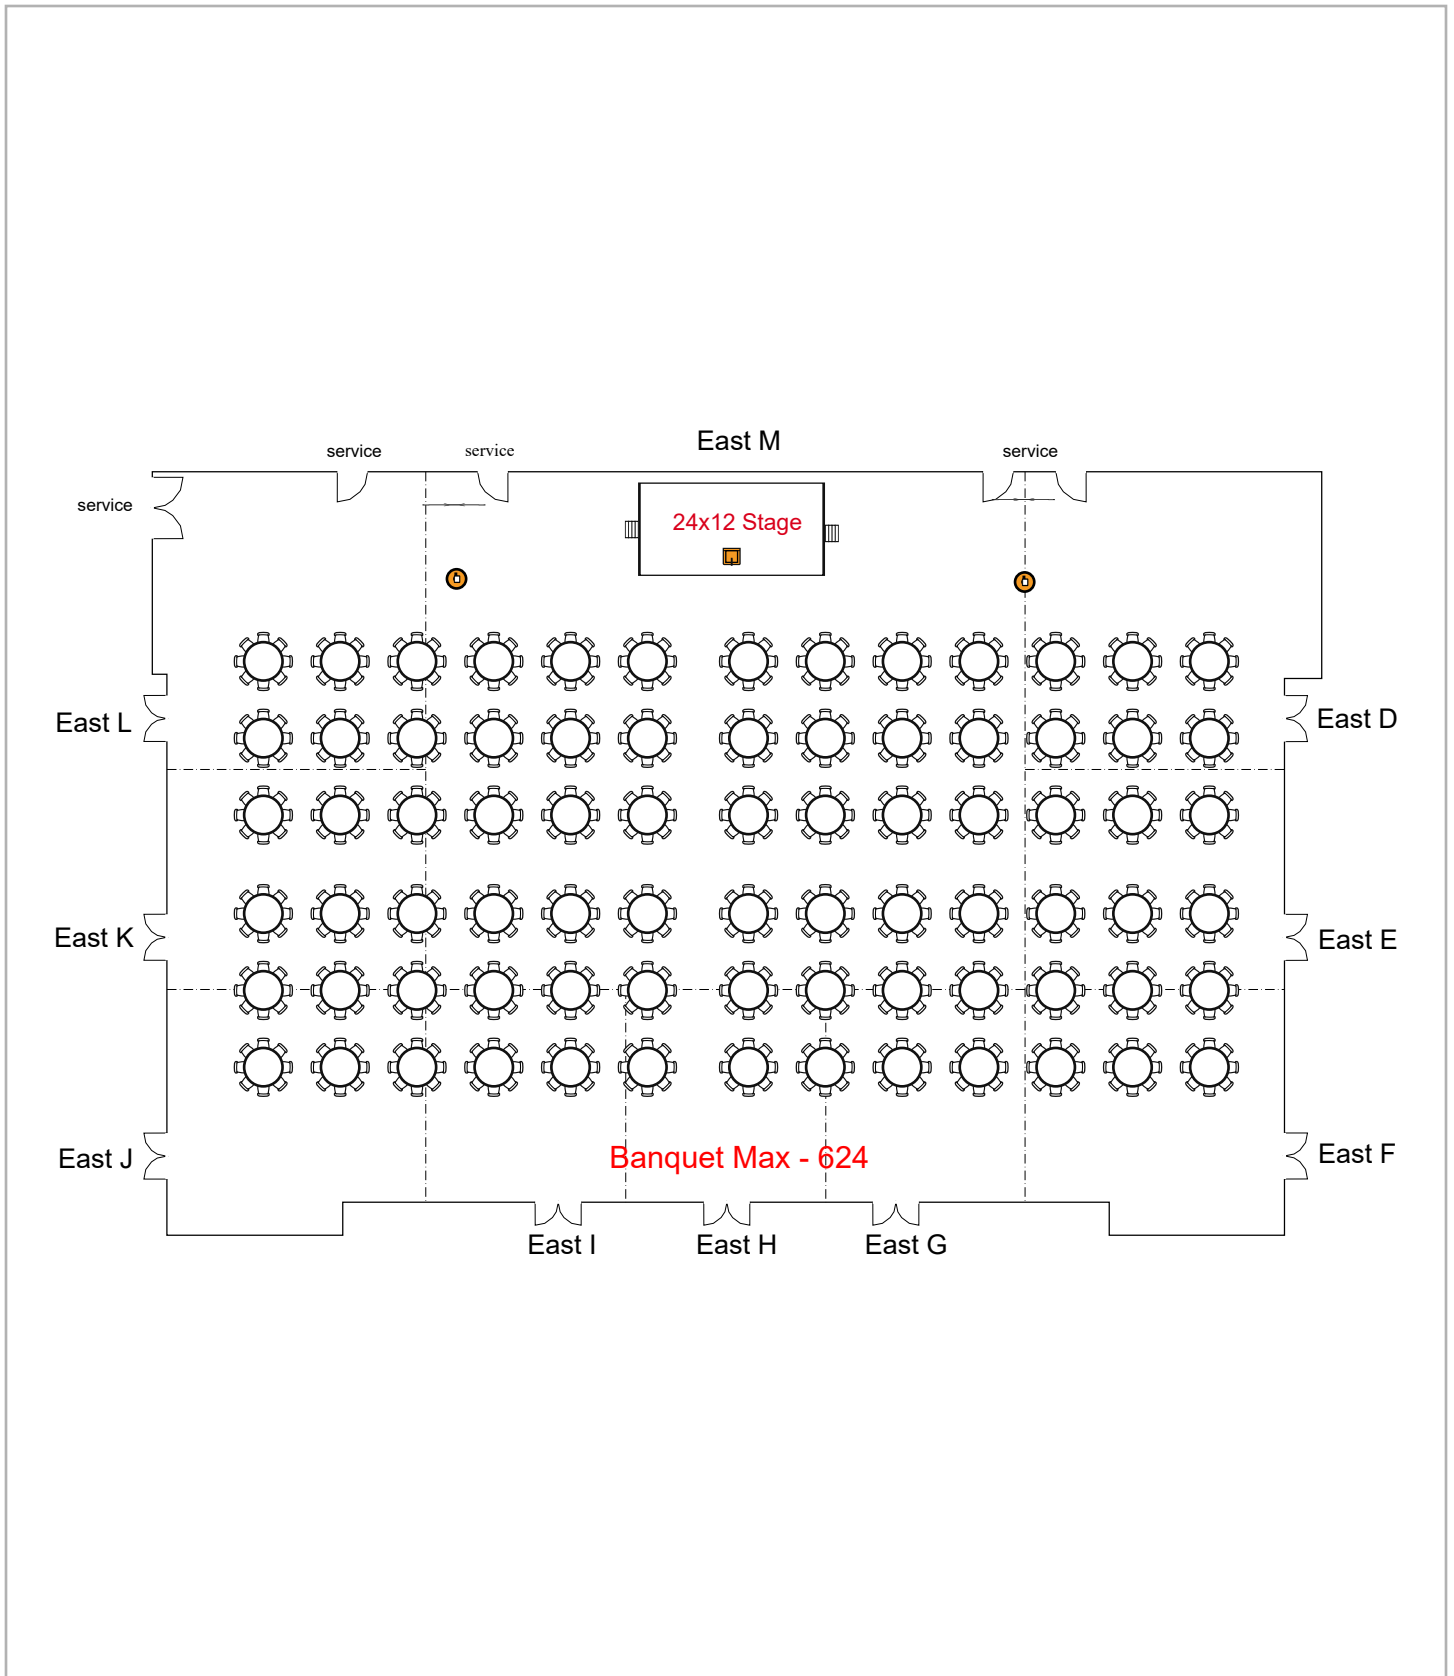 East M
service
service
service
service
24x12 Stage
East L
East D
East K
East E
East J
Banquet Max - 624
East F
East I
East H
East G